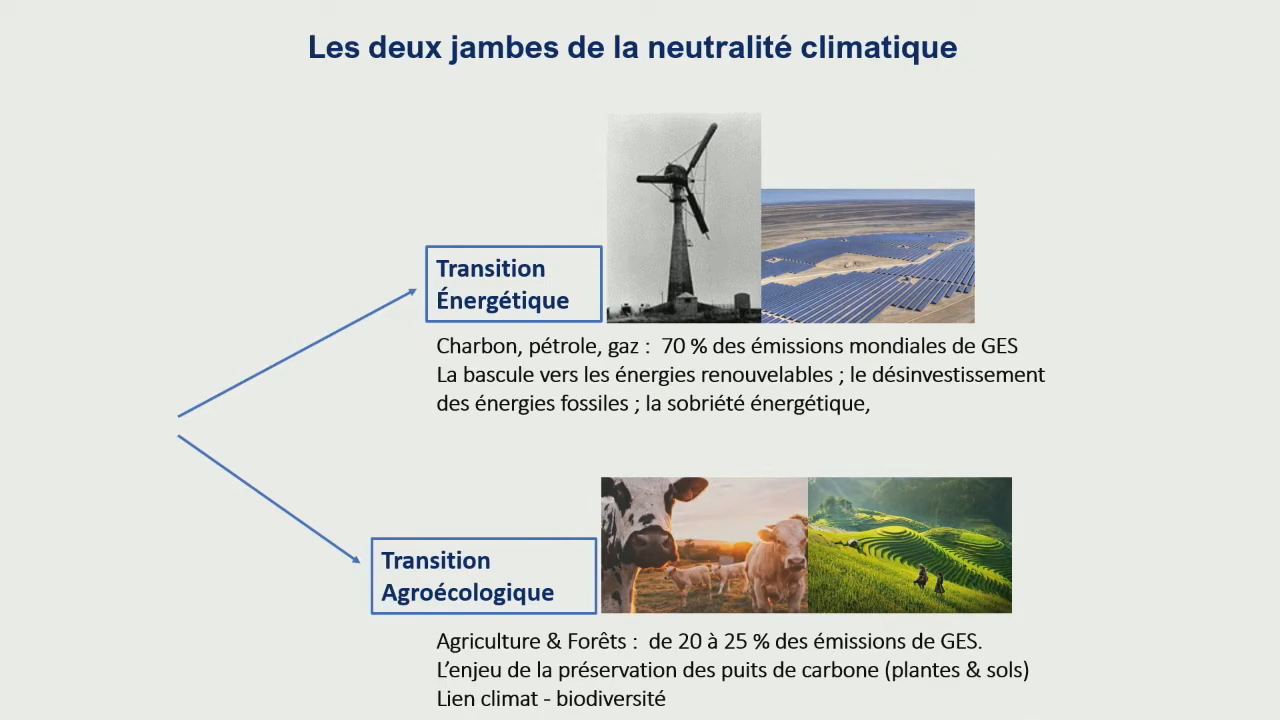 Les deux jambes de la neutralité climatique
Transition
Énergétique
Charbon, pétrole, gaz :  70 % des émissions mondiales de GES
La bascule vers les énergies renouvelables ; le désinvestissement
des énergies fossiles ; la sobriété énergétique,
Transition
Agroécologique
Agriculture & Forêts :  de 20 à 25 % des émissions de GES.
L’enjeu de la préservation des puits de carbone (plantes & sols)
Lien climat - biodiversité